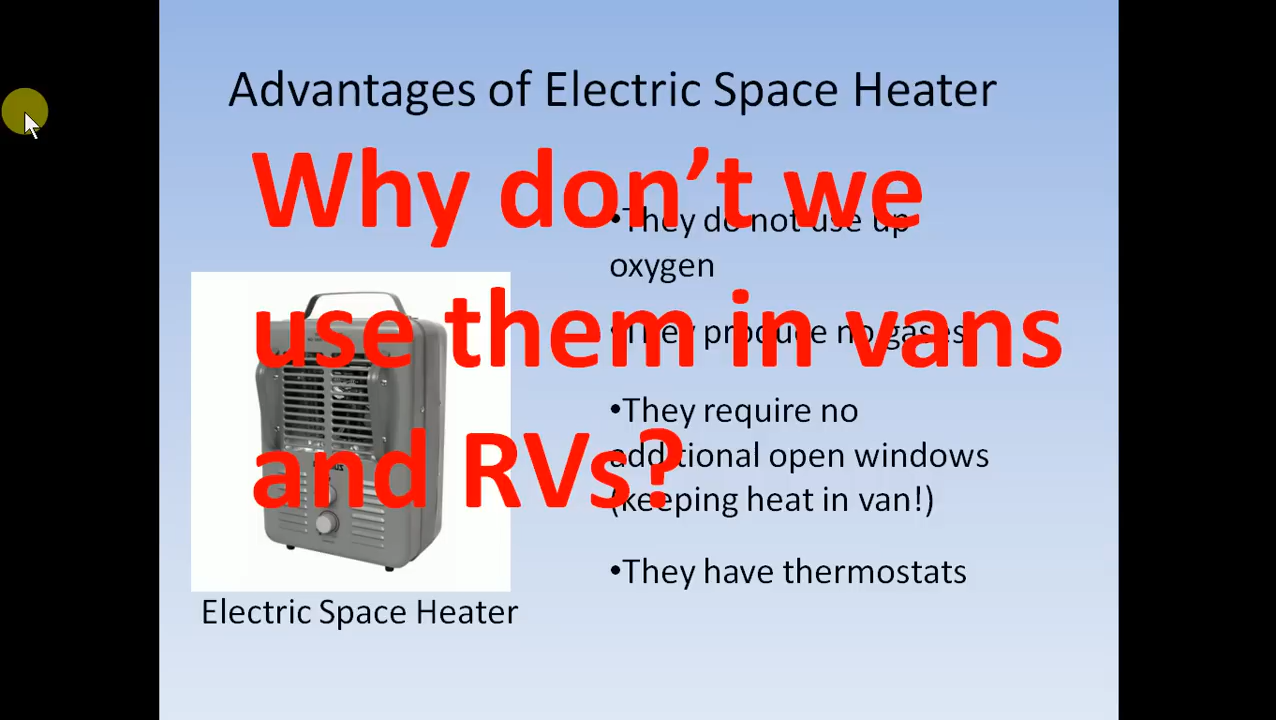 Advantages of Electric Space Heater
Why don’t we
use them in vans
and RVs?
•They do not use up
oxygen
•They produce no gases
•They require no
additional open windows
(keeping heat in van!)
•They have thermostats
Electric Space Heater